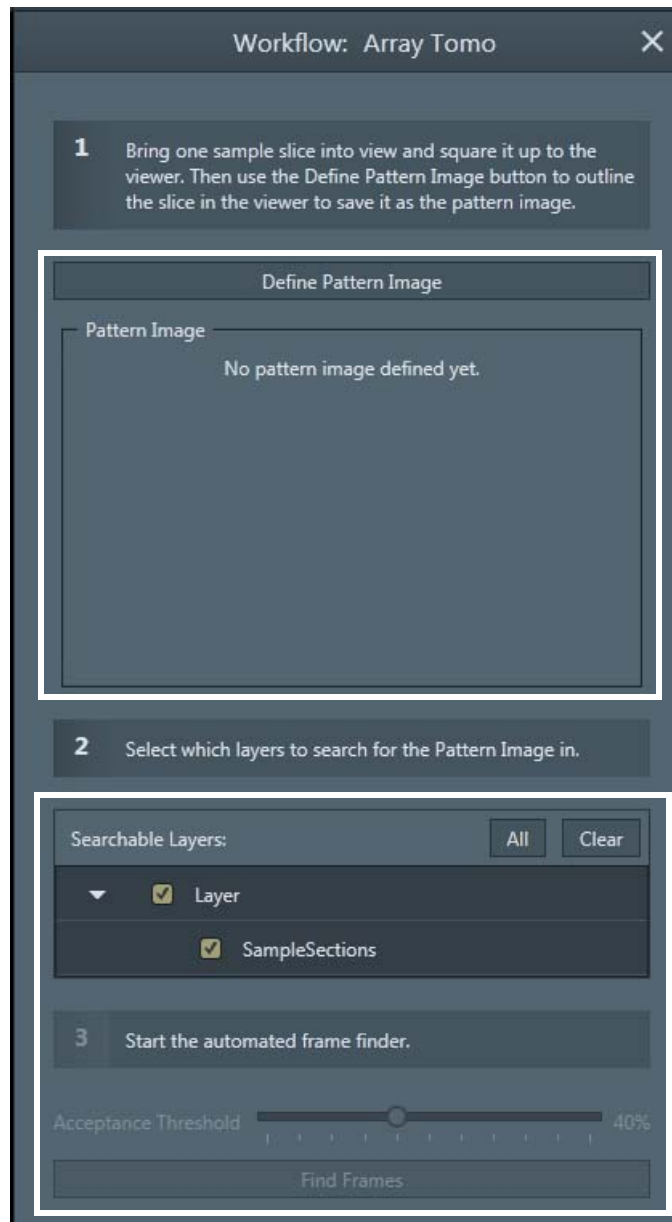 Workflow: Array Tomo
1 Bring one sample slice into view and square it up to the
viewer. Then use the Define Pattern Image button to outline
the slice in the viewer to save it as the pattern image.
Define Pattern Image
Pattern Image
No pattern image defined yet.
2 Select which layers to search for the Pattern Image in.
Searchable Layers: All Clear
Layer
SampleSections
3 Start the automated frame finder.
Acceptance Threshold 40%
Find Frames